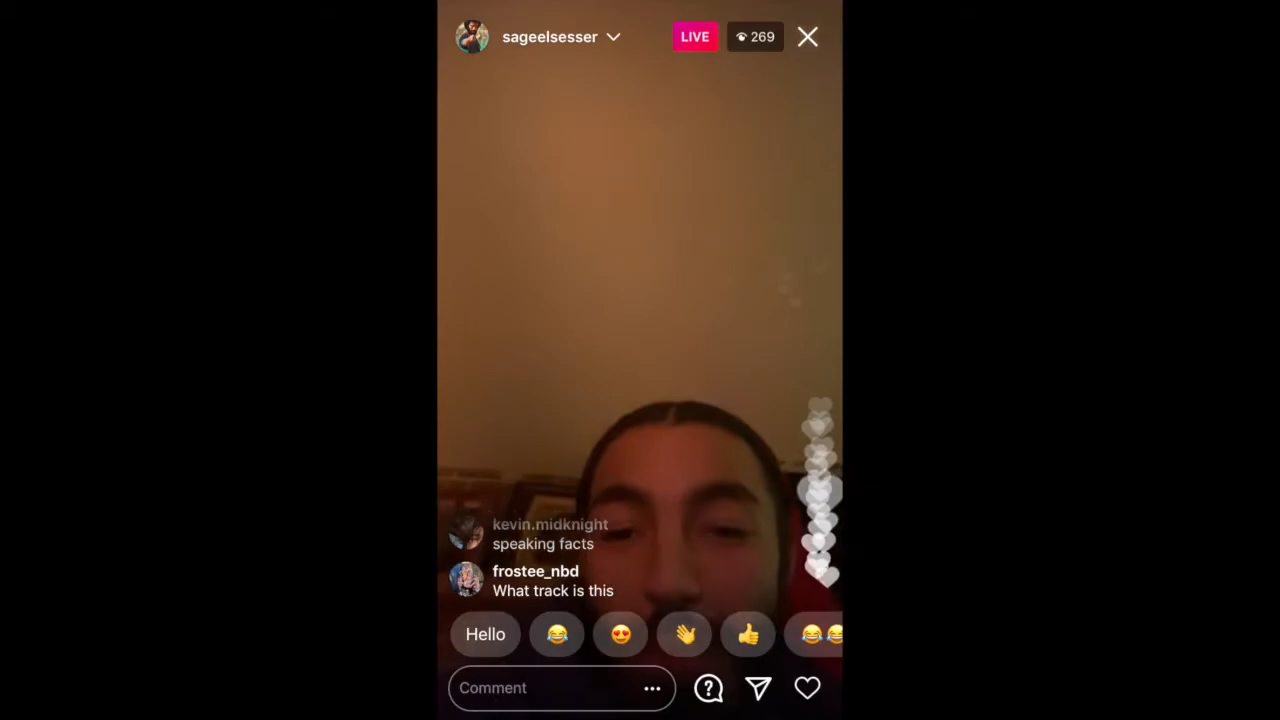 sageelsesser
LIVE
269
kevin.midknight
speaking facts
frostee_nbd
What track is this
Hello
Comment